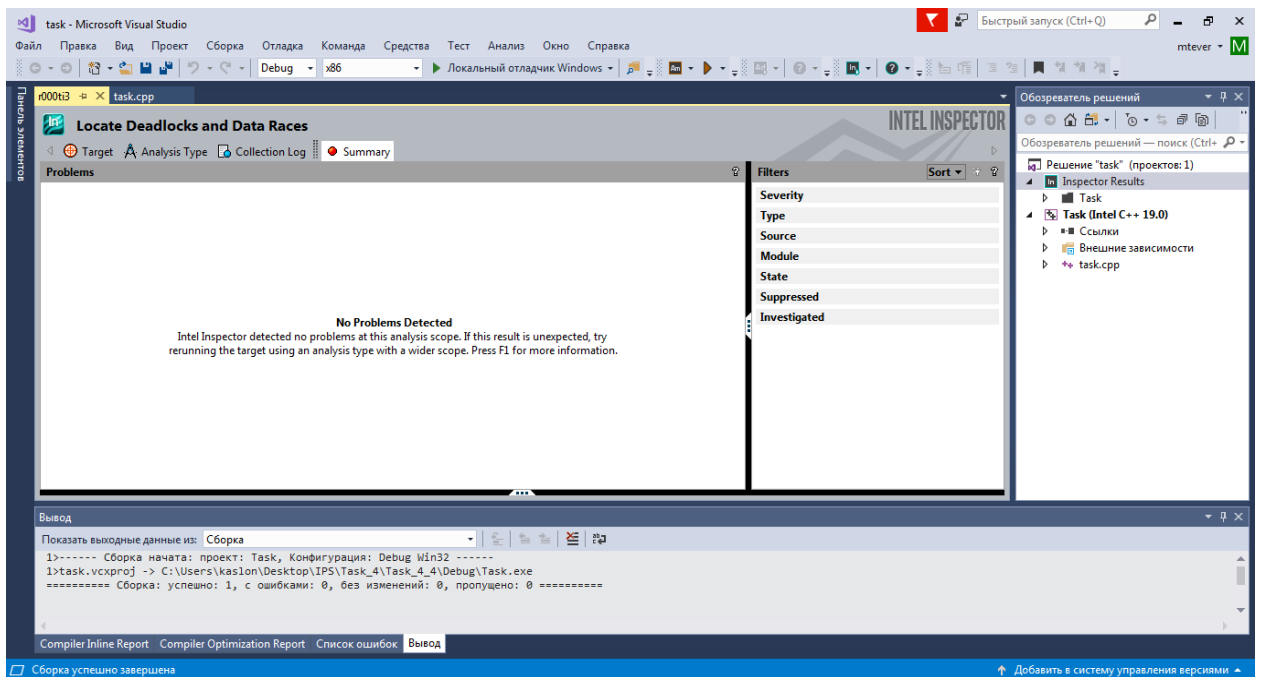 task - Microsoft Visual Studio
Быстрый запуск (Ctrl+Q)
Файл Правка Вид Проект Сборка Отладка Команда Средства Тест Анализ Окно Справка
mtever M
Debug x86 Локальный отладчик Windows
Панель элементов
r000ti3 task.cpp
Locate Deadlocks and Data Races
INTEL INSPECTOR
Target Analysis Type Collection Log Summary
Problems ?
No Problems Detected
Intel Inspector detected no problems at this analysis scope. If this result is unexpected, try
rerunning the target using an analysis type with a wider scope. Press F1 for more information.
Filters Sort ?
Severity
Type
Source
Module
State
Suppressed
Investigated
Обозреватель решений
Обозреватель решений — поиск (Ctrl+
Решение "task" (проектов: 1)
Inspector Results
Task
Task (Intel C++ 19.0)
Ссылки
Внешние зависимости
task.cpp
Вывод
Показать выходные данные из: Сборка
1>------ Сборка начата: проект: Task, Конфигурация: Debug Win32 ------
1>task.vcxproj -> C:\Users\kaslon\Desktop\IPS\Task_4\Task_4_4\Debug\Task.exe
========== Сборка: успешно: 1, с ошибками: 0, без изменений: 0, пропущено: 0 ==========
Compiler Inline Report Compiler Optimization Report Список ошибок Вывод
Сборка успешно завершена
Добавить в систему управления версиями